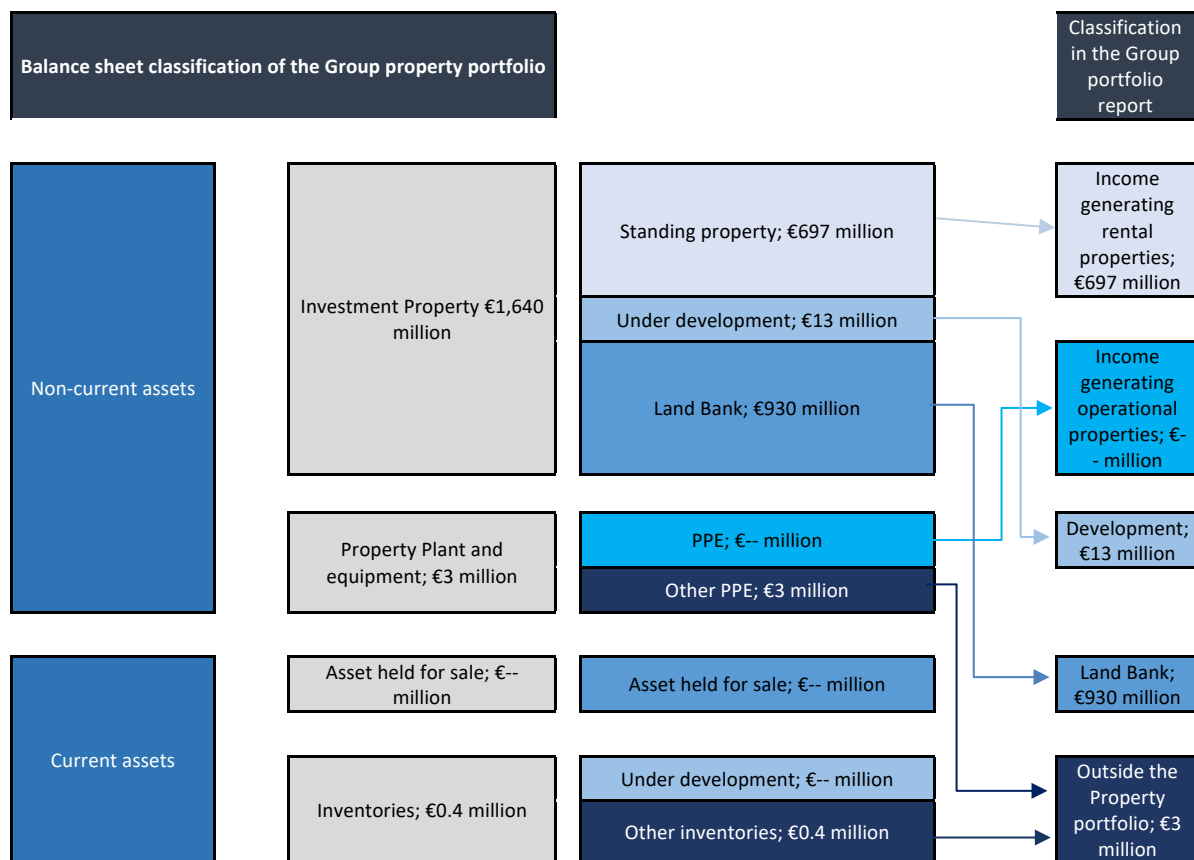 Balance sheet classification of the Group property portfolio
Classification
in the Group
portfolio
report
Non-current assets
Investment Property €1,640
million
Standing property; €697 million
Under development; €13 million
Land Bank; €930 million
Income
generating
rental
properties;
€697 million
Income
generating
operational
properties; €-
- million
Property Plant and
equipment; €3 million
PPE; €-- million
Other PPE; €3 million
Development;
€13 million
Current assets
Asset held for sale; €--
million
Asset held for sale; €-- million
Land Bank;
€930 million
Inventories; €0.4 million
Under development; €-- million
Other inventories; €0.4 million
Outside the
Property
portfolio; €3
million